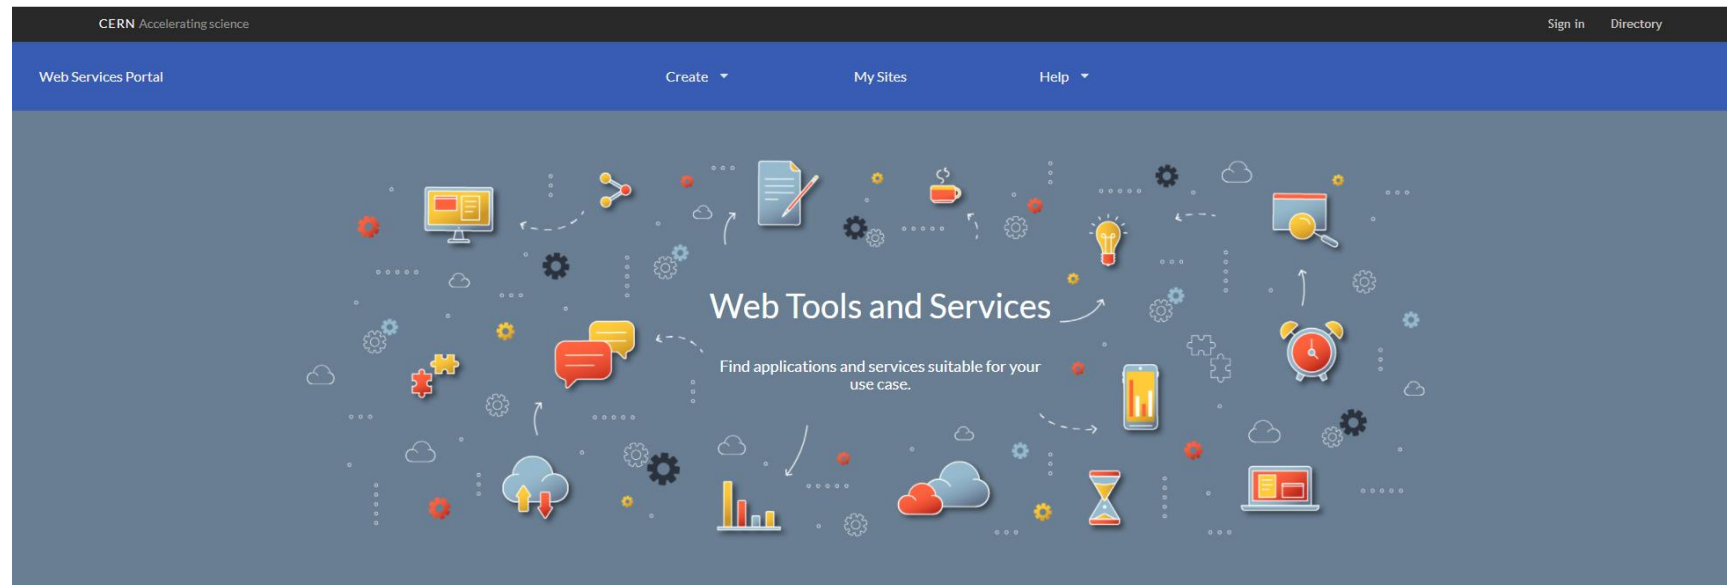 CERN Accelerating science
Sign in Directory
Web Services Portal
Create
My Sites
Help
Web Tools and Services
Find applications and services suitable for your
use case.